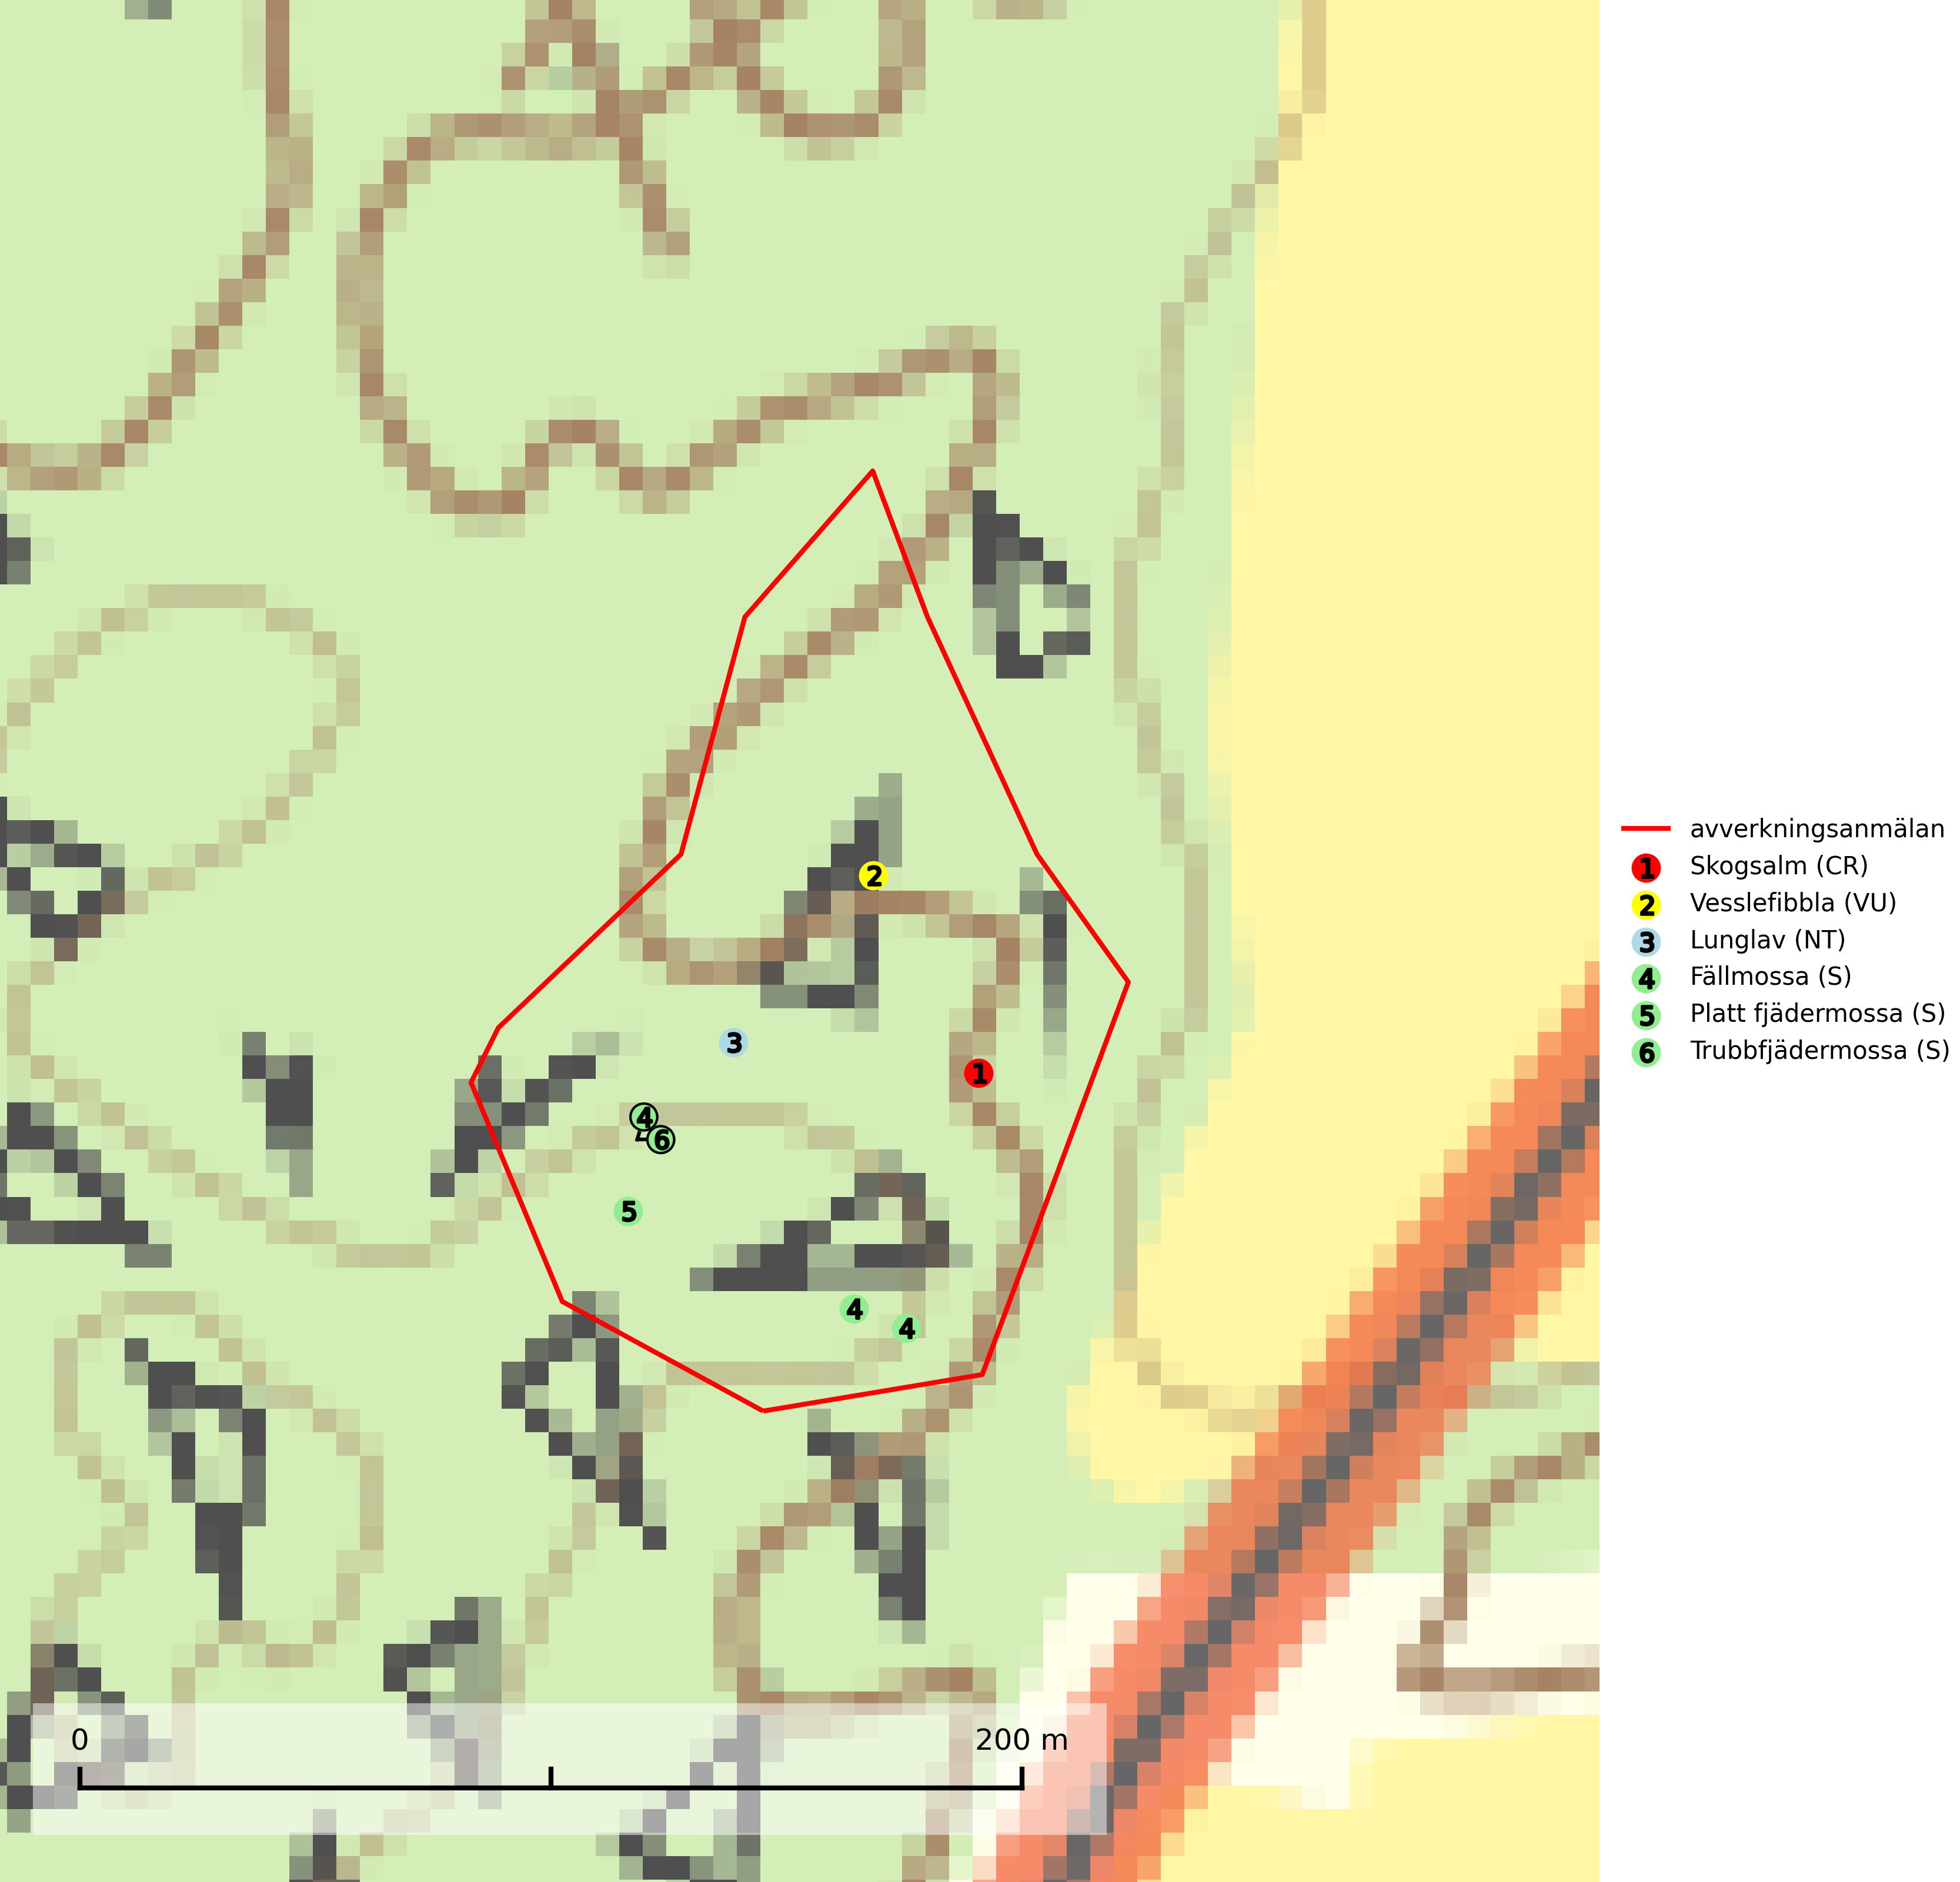 2
3
1
4
6
5
4
4
0
200 m
avverkningsanmälan
1 Skogsalm (CR)
2 Vesslefibbla (VU)
3 Lunglav (NT)
4 Fällmossa (S)
5 Platt fjädermossa (S)
6 Trubbfjädermossa (S)